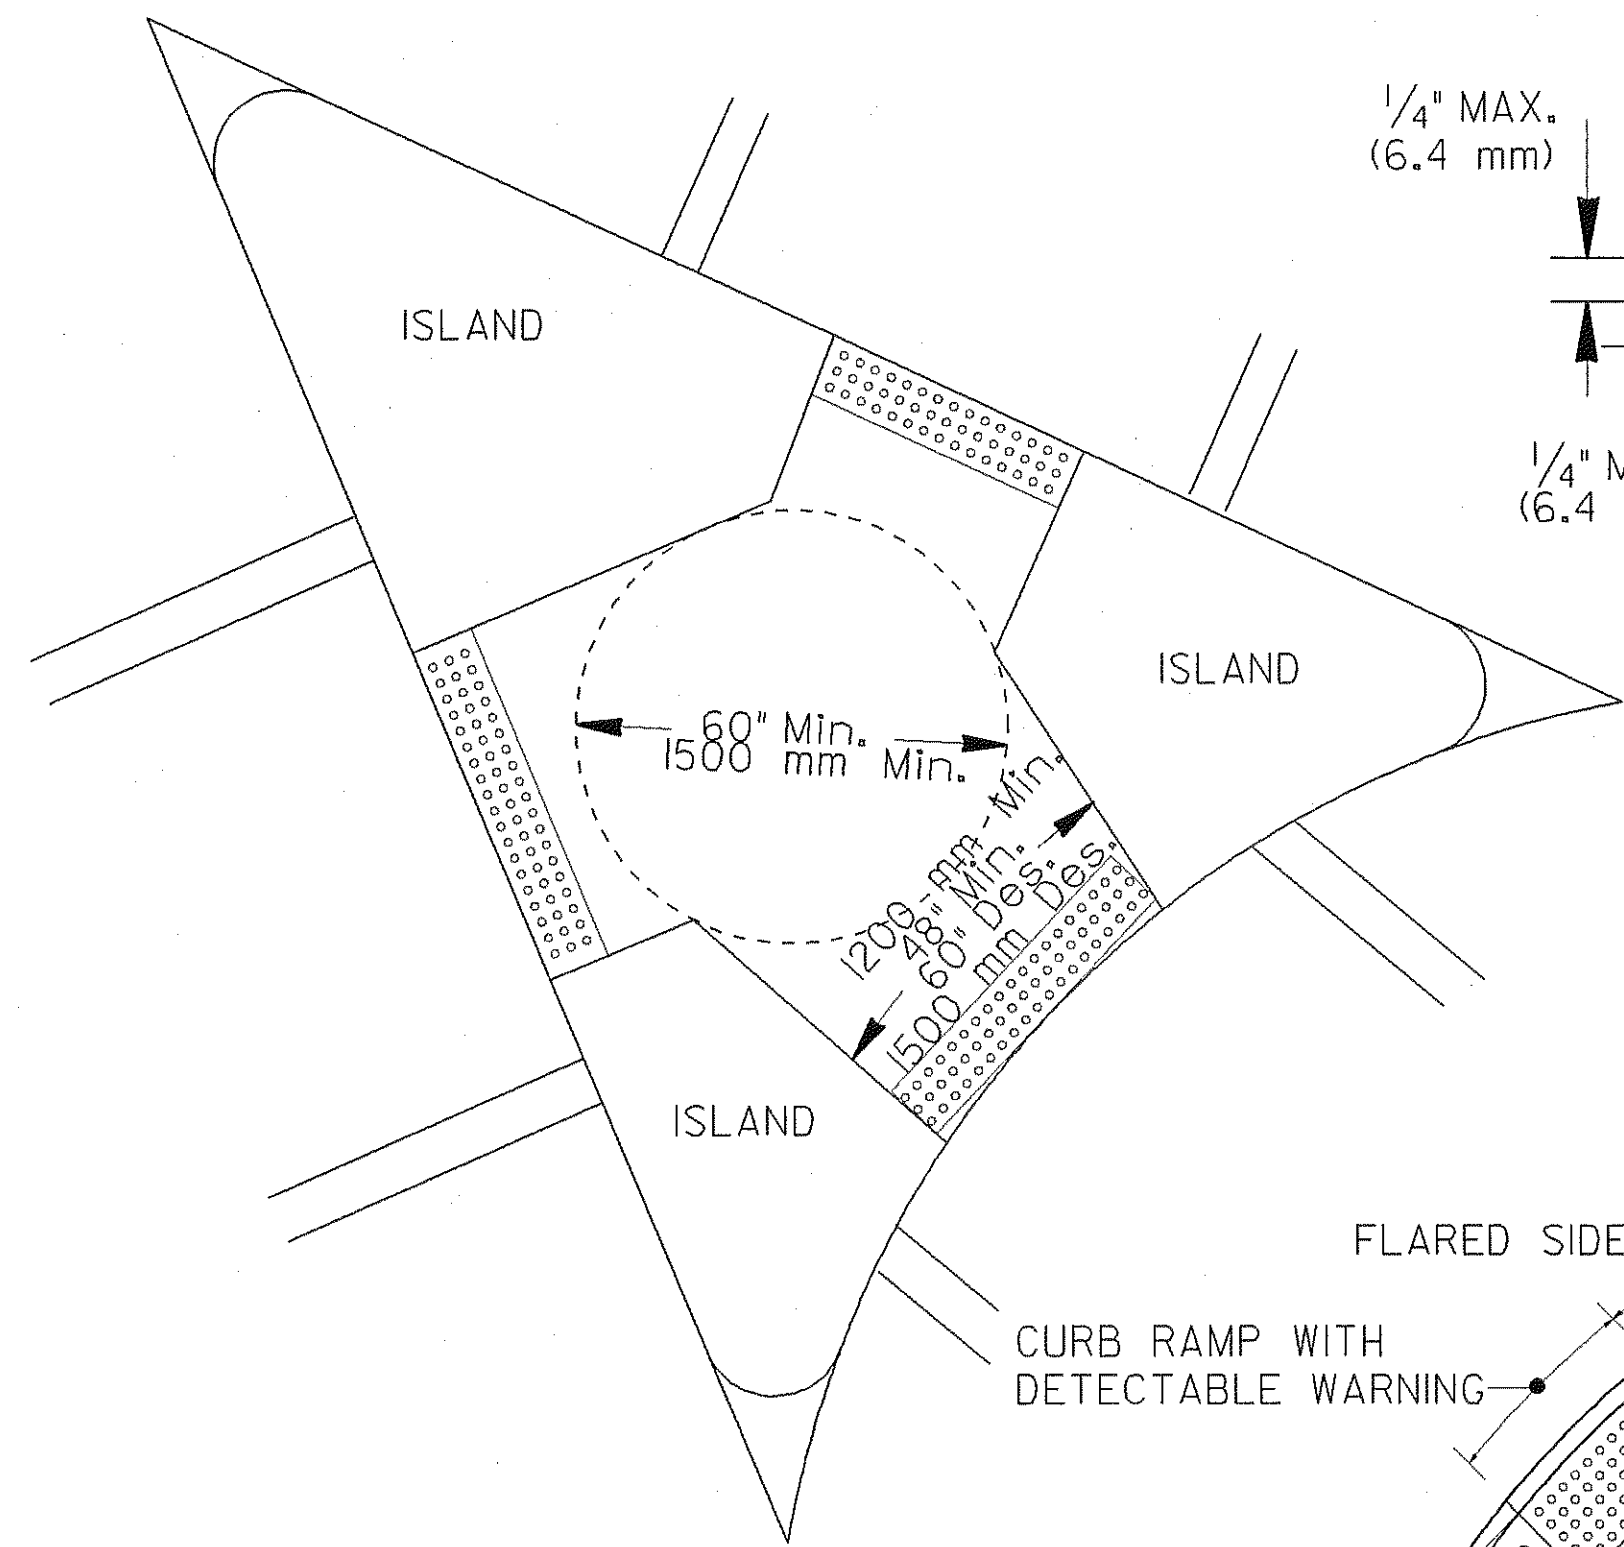 1/4" MAX.
(6.4 mm)
1/4" M
(6.4
ISLAND
ISLAND
60" Min.
1500 mm Min.
1200 mm Min.
48" Min.
60" Des.
1500 mm Des.
ISLAND
FLARED SIDE
CURB RAMP WITH
DETECTABLE WARNING